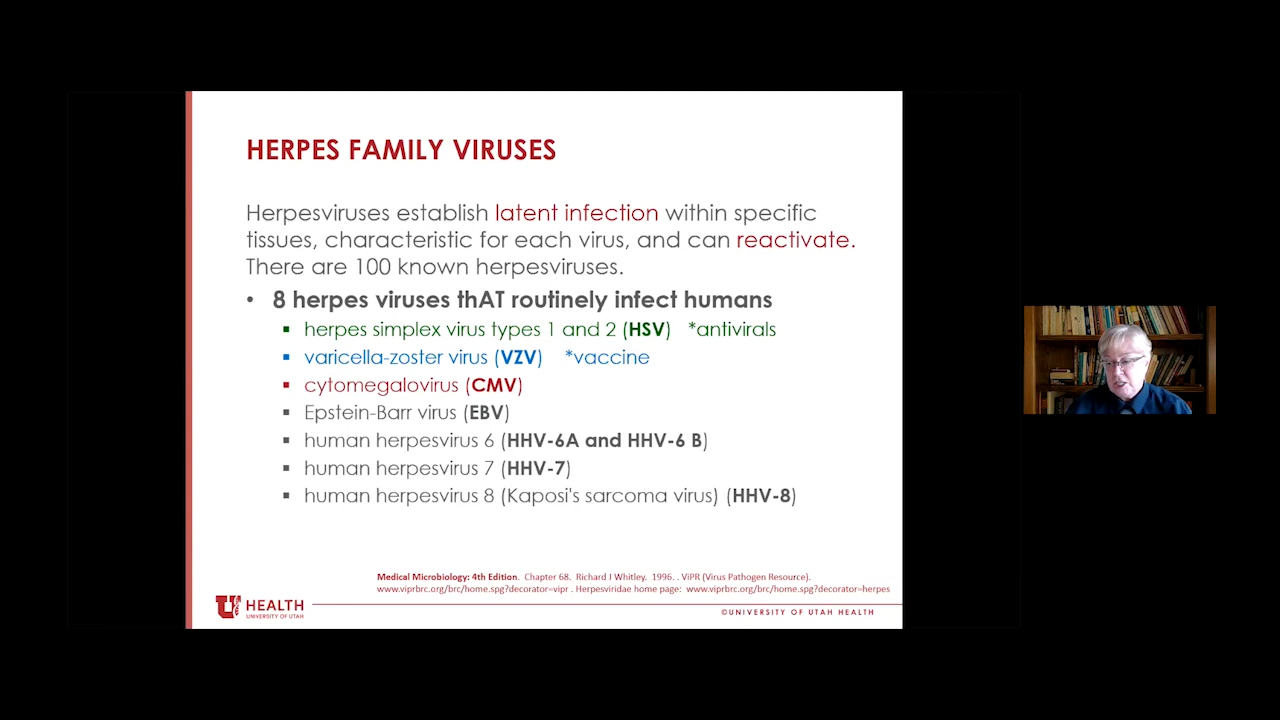 HERPES FAMILY VIRUSES
Herpesviruses establish latent infection within specific
tissues, characteristic for each virus, and can reactivate.
There are 100 known herpesviruses.
• 8 herpes viruses thAT routinely infect humans
▪ herpes simplex virus types 1 and 2 (HSV) *antivirals
▪ varicella-zoster virus (VZV) *vaccine
▪ cytomegalovirus (CMV)
▪ Epstein-Barr virus (EBV)
▪ human herpesvirus 6 (HHV-6A and HHV-6 B)
▪ human herpesvirus 7 (HHV-7)
▪ human herpesvirus 8 (Kaposi's sarcoma virus) (HHV-8)
Medical Microbiology: 4th Edition. Chapter 68. Richard J Whitley. 1996. . ViPR (Virus Pathogen Resource).
www.viprbrc.org/brc/home.spg?decorator=vipr . Herpesviridae home page: www.viprbrc.org/brc/home.spg?decorator=herpes
U HEALTH
UNIVERSITY OF UTAH
©UNIVERSITY OF UTAH HEALTH